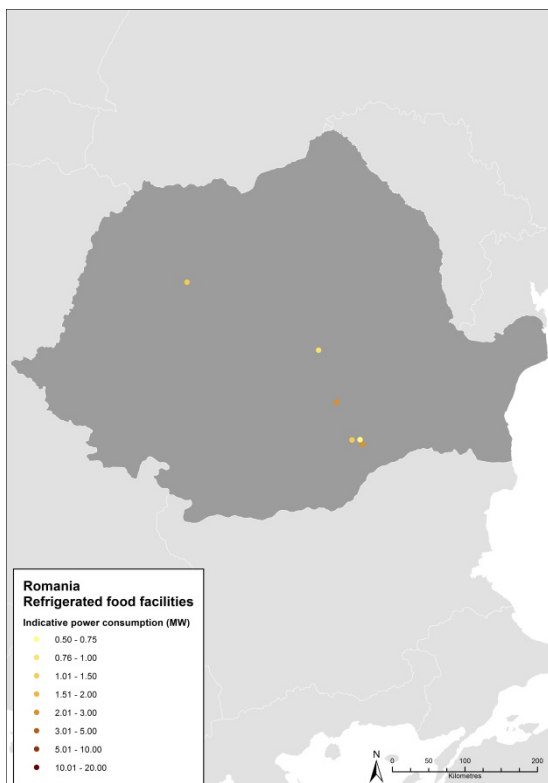 Romania
Refrigerated food facilities
Indicative power consumption (MW)
0.50 - 0.75
0.76 - 1.00
1.01 - 1.50
1.51 - 2.00
2.01 - 3.00
3.01 - 5.00
5.01 - 10.00
10.01 - 20.00
N
0 50 100 150 200
Kilometres